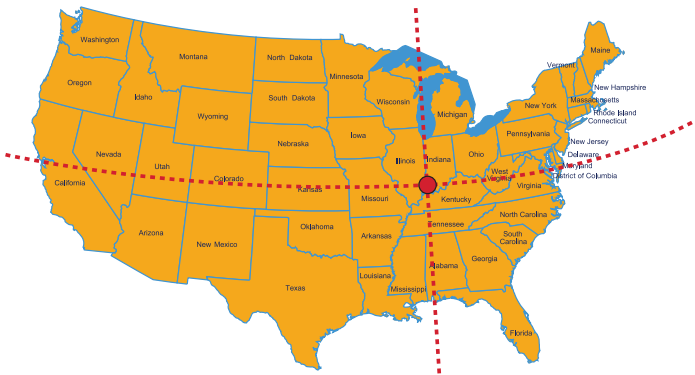 Washington
Montana
North Dakota
Minnesota
Maine
Vermont
Oregon
Idaho
Wyoming
South Dakota
Wisconsin
Michigan
New York
New Hampshire
Massachusetts
Rhode Island
Connecticut
Nevada
Utah
Colorado
Nebraska
Iowa
Illinois
Indiana
Ohio
Pennsylvania
New Jersey
Delaware
Maryland
District of Columbia
California
Kansas
Missouri
Kentucky
West
Virginia
Virginia
Arizona
New Mexico
Oklahoma
Arkansas
Tennessee
North Carolina
South
Carolina
Texas
Louisiana
Mississippi
Alabama
Georgia
Florida